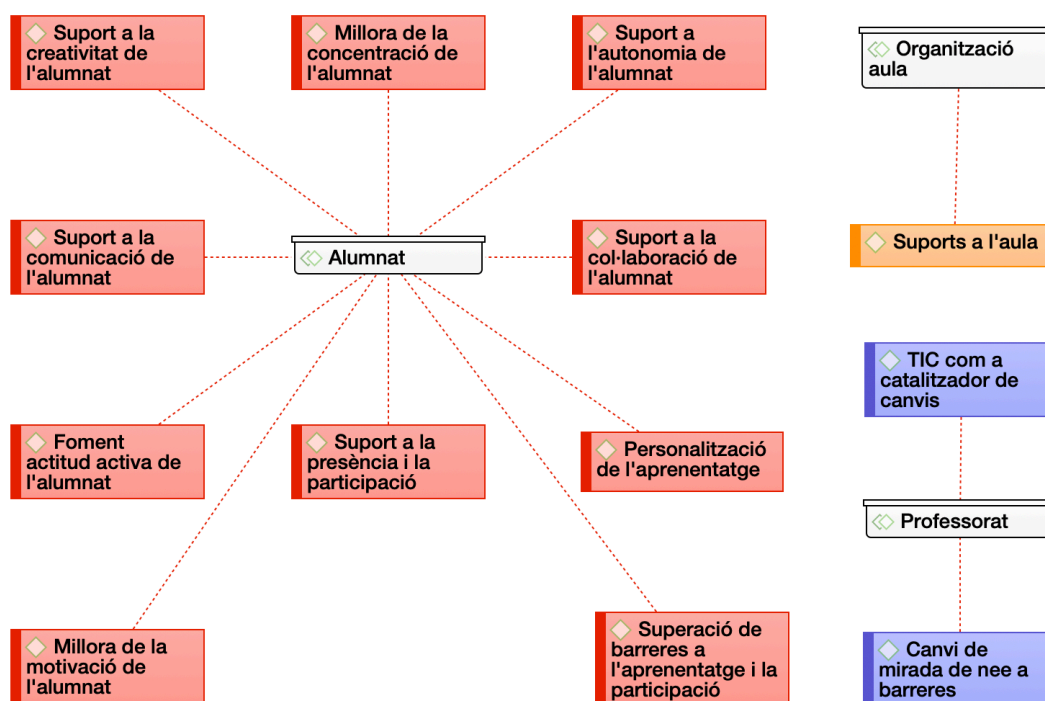 Suport a la
creativitat de
l'alumnat
Millora de la
concentració de
l'alumnat
Suport a
l'autonomia de
l'alumnat
Organització
aula
Suport a la
comunicació de
l'alumnat
Alumnat
Suport a la
col·laboració de
l'alumnat
Suports a l'aula
TIC com a
catalitzador de
canvis
Foment
actitud activa de
l'alumnat
Suport a la
presència i la
participació
Personalització
de l'aprenentatge
Professorat
Millora de la
motivació de
l'alumnat
Superació de
barreres a
l'aprenentatge i la
participació
Canvi de
mirada de nee a
barreres